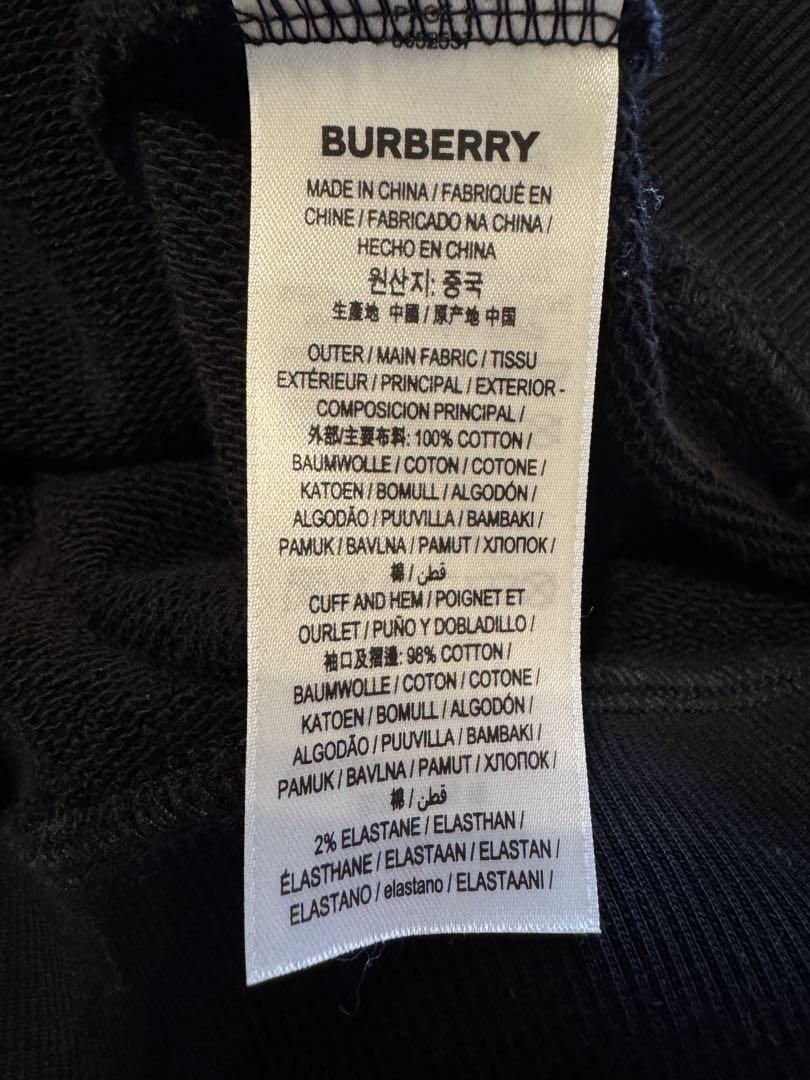 BURBERRY
MADE IN CHINA / FABRIQUÉ EN
CHINE / FABRICADO NA CHINA /
HECHO EN CHINA
원산지: 중국
生產地 中國 / 原产地 中国
OUTER / MAIN FABRIC / TISSU
EXTÉRIEUR / PRINCIPAL / EXTERIOR -
COMPOSICION PRINCIPAL /
外部/主要布料: 100% COTTON /
BAUMWOLLE / COTON / COTONE /
KATOEN / BOMULL / ALGODÓN /
ALGODÃO / PUUVILLA / BAMBAKI /
PAMUK / BAVLNA / PAMUT / ХЛОПОК /
棉 / قطن
CUFF AND HEM / POIGNET ET
OURLET / PUÑO Y DOBLADILLO /
袖口及摺邊: 98% COTTON /
BAUMWOLLE / COTON / COTONE /
KATOEN / BOMULL / ALGODÓN /
ALGODÃO / PUUVILLA / BAMBAKI /
PAMUK / BAVLNA / PAMUT / ХЛОПОК /
棉 / قطن
2% ELASTANE / ELASTHAN /
ÉLASTHANE / ELASTAAN / ELASTAN /
ELASTANO / elastano / ELASTAANI /